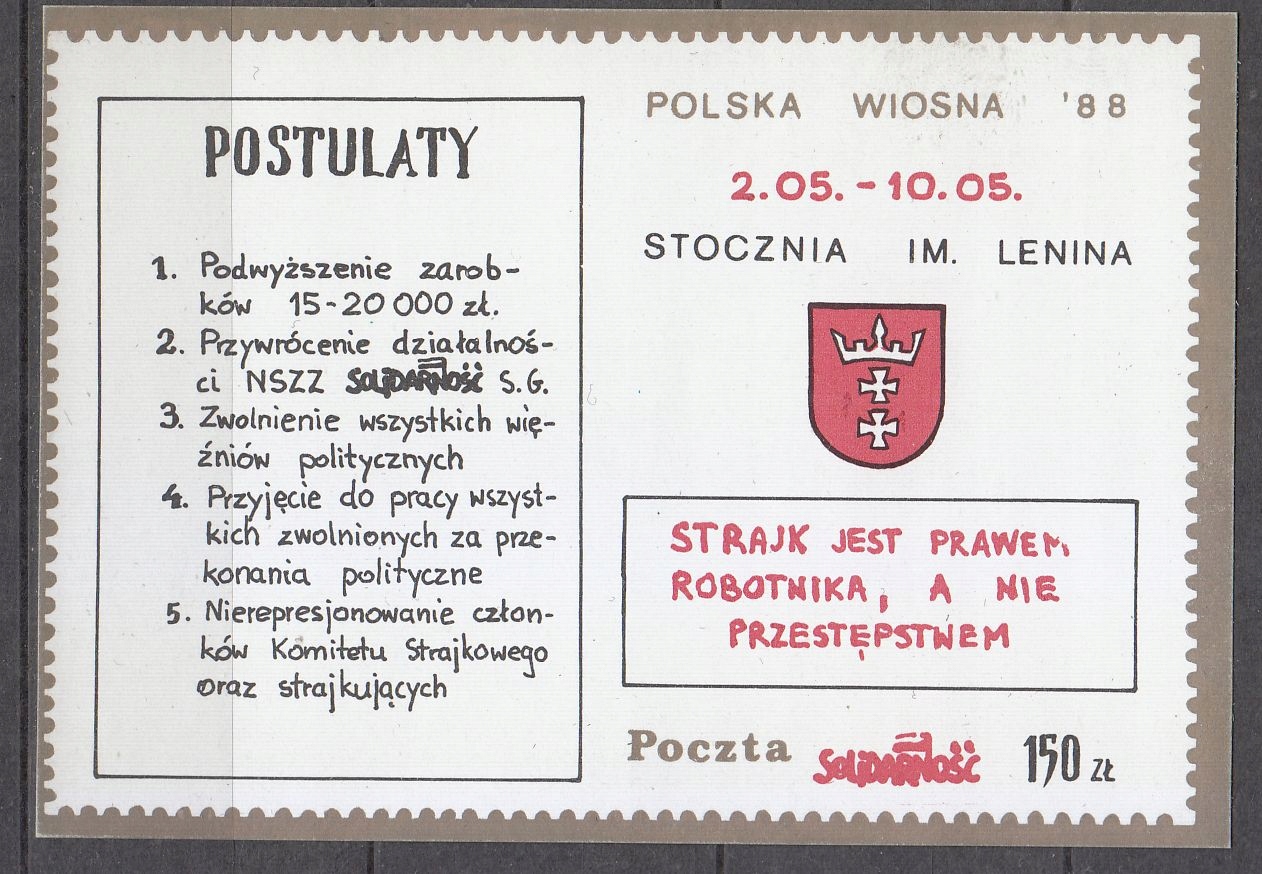 POSTULATY
1. Podwyższenie zarob-
ków 15-20 000 zł.
2. Przywrócenie działalnoś-
ci NSZZ SOLIDARNOŚĆ S.G.
3. Zwolnienie wszystkich wię-
źniów politycznych
4. Przyjęcie do pracy wszyst-
kich zwolnionych za prze-
konania polityczne
5. Nierepresjonowanie człon-
ków Komitetu Strajkowego
oraz strajkujących
POLSKA WIOSNA '88
2.05. - 10.05.
STOCZNIA IM. LENINA
STRAJK JEST PRAWEM
ROBOTNIKA, A NIE
PRZESTĘPSTWEM
Poczta SOLIDARNOŚĆ 150 ZŁ